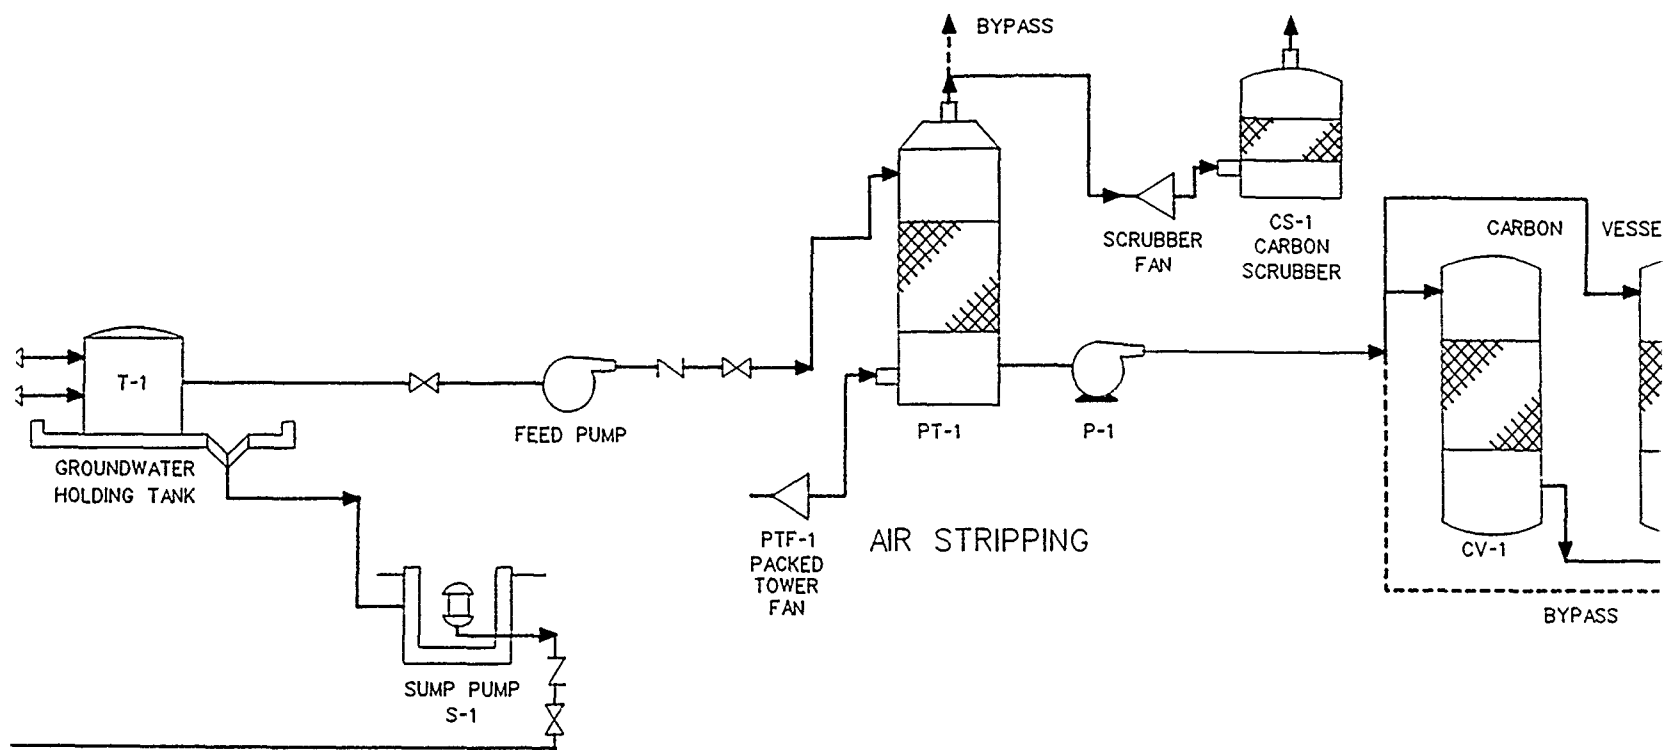 BYPASS
CS-1
CARBON
SCRUBBER
SCRUBBER
FAN
CARBON VESSE
T-1
GROUNDWATER
HOLDING TANK
FEED PUMP
PT-1
P-1
PTF-1
PACKED
TOWER
FAN
AIR STRIPPING
CV-1
BYPASS
SUMP PUMP
S-1